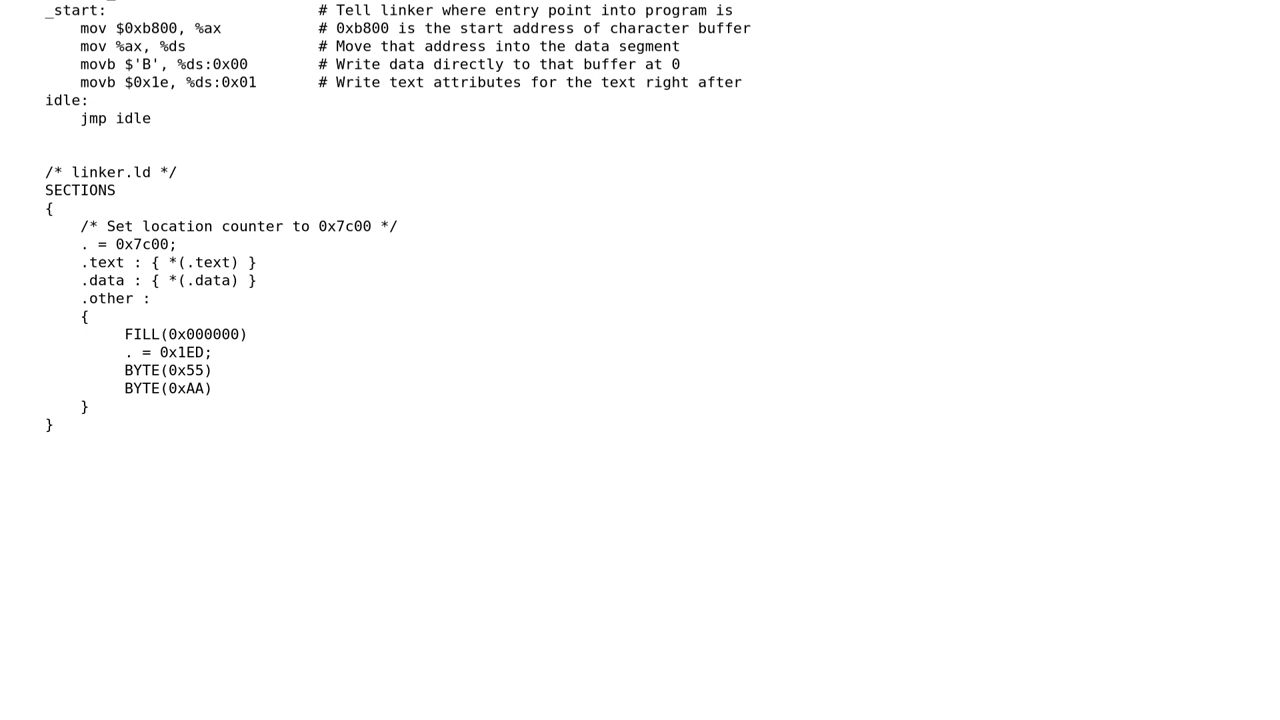 _start:                        # Tell linker where entry point into program is
    mov $0xb800, %ax           # 0xb800 is the start address of character buffer
    mov %ax, %ds               # Move that address into the data segment
    movb $'B', %ds:0x00        # Write data directly to that buffer at 0
    movb $0x1e, %ds:0x01       # Write text attributes for the text right after
idle:
    jmp idle
/* linker.ld */
SECTIONS
{
    /* Set location counter to 0x7c00 */
    . = 0x7c00;
    .text : { *(.text) }
    .data : { *(.data) }
    .other :
    {
         FILL(0x000000)
         . = 0x1ED;
         BYTE(0x55)
         BYTE(0xAA)
    }
}